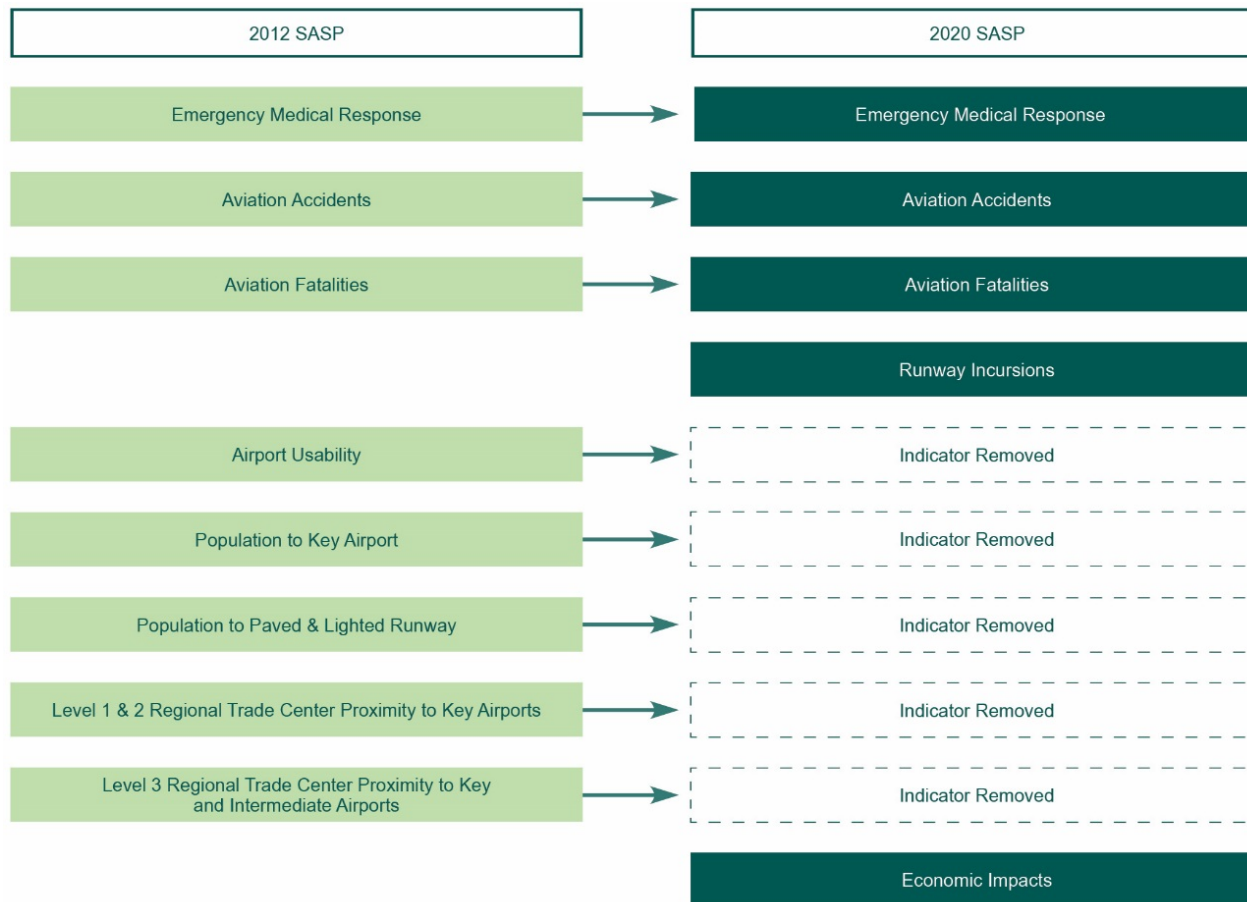 2012 SASP
2020 SASP
Emergency Medical Response
Emergency Medical Response
Aviation Accidents
Aviation Accidents
Aviation Fatalities
Aviation Fatalities
Runway Incursions
Airport Usability
Indicator Removed
Population to Key Airport
Indicator Removed
Population to Paved & Lighted Runway
Indicator Removed
Level 1 & 2 Regional Trade Center Proximity to Key Airports
Indicator Removed
Level 3 Regional Trade Center Proximity to Key
and Intermediate Airports
Indicator Removed
Economic Impacts